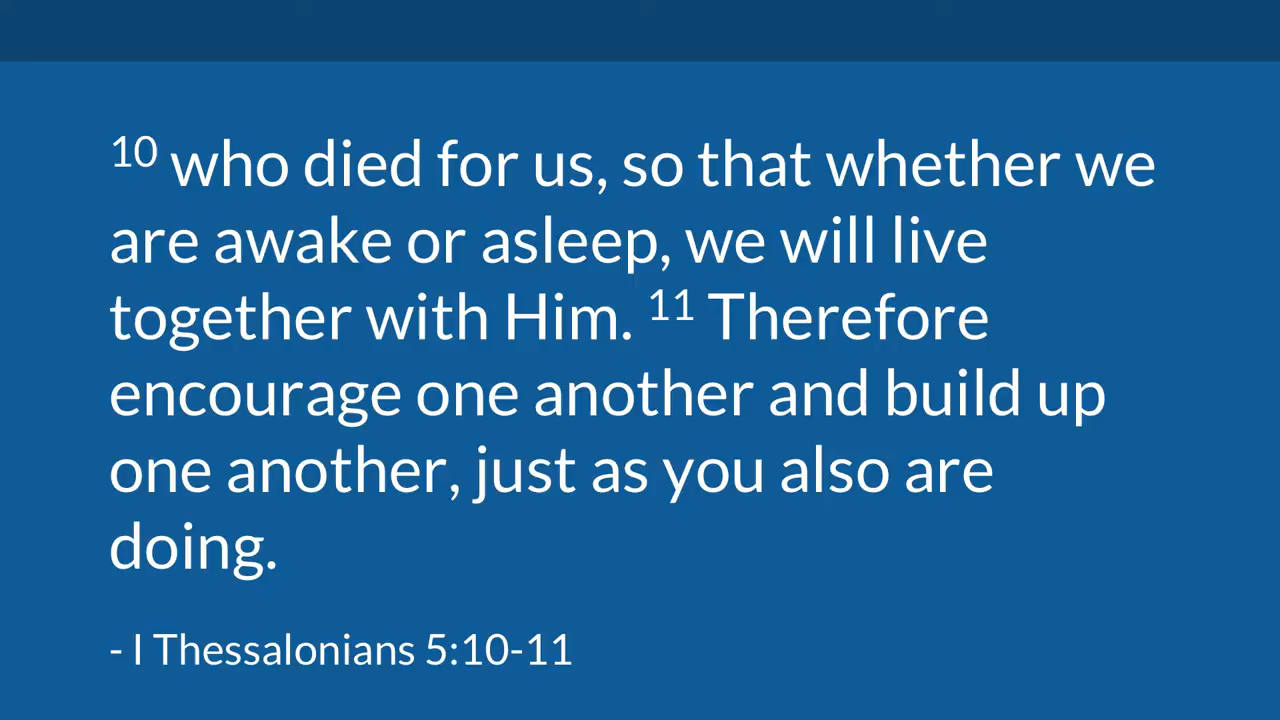 10 who died for us, so that whether we
are awake or asleep, we will live
together with Him. 11 Therefore
encourage one another and build up
one another, just as you also are
doing.
- I Thessalonians 5:10-11